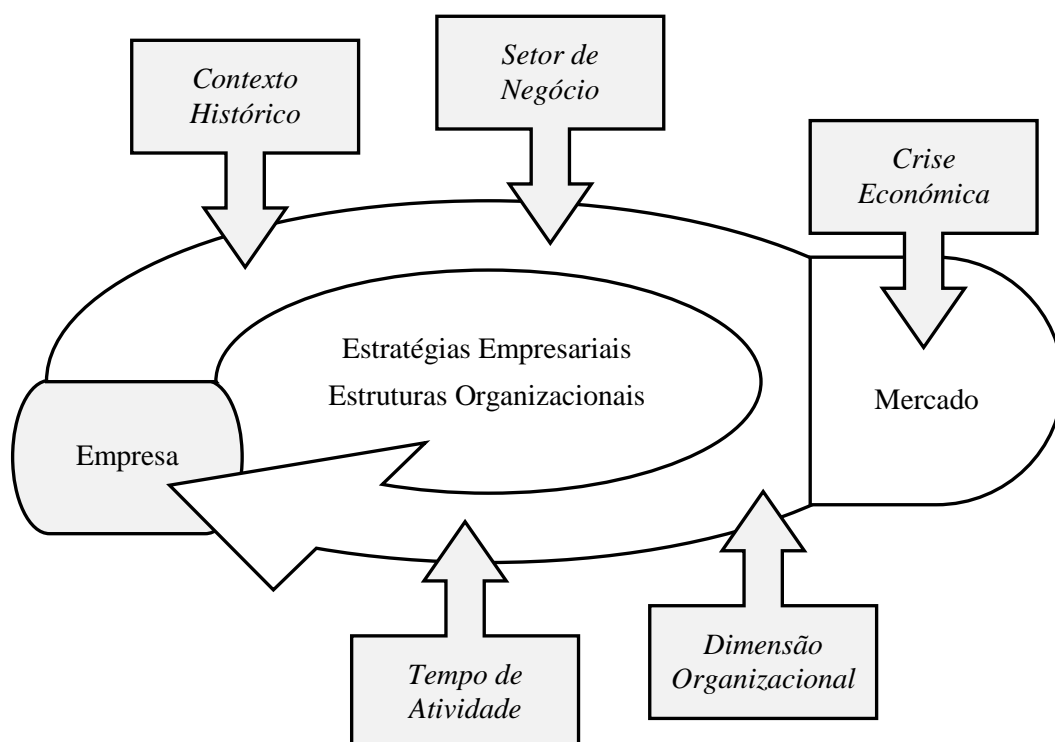 Contexto
Histórico
Setor de
Negócio
Crise
Económica
Estratégias Empresariais
Estruturas Organizacionais
Mercado
Empresa
Tempo de
Atividade
Dimensão
Organizacional